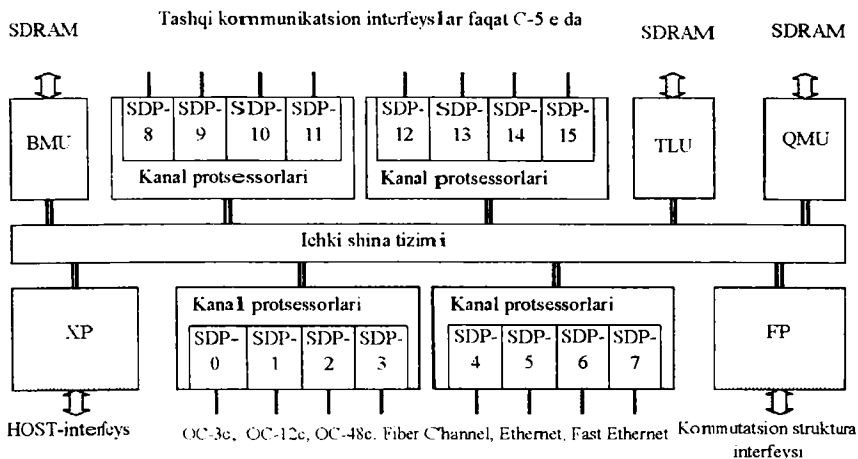 Tashqi kommunikatsion interfeyslar faqat C-5 e da
SDRAM
SDRAM
SDRAM
BMU
SDP-8
SDP-9
SDP-10
SDP-11
Kanal protsessorlari
SDP-12
SDP-13
SDP-14
SDP-15
Kanal protsessorlari
TLU
QMU
Ichki shina tizimi
XP
Kanal protsessorlari
SDP-0
SDP-1
SDP-2
SDP-3
Kanal protsessorlari
SDP-4
SDP-5
SDP-6
SDP-7
FP
HOST-interfeys
OC-3c, OC-12c, OC-48c, Fiber Channel, Ethernet, Fast Ethernet
Kommutatsion struktura
interfeysi